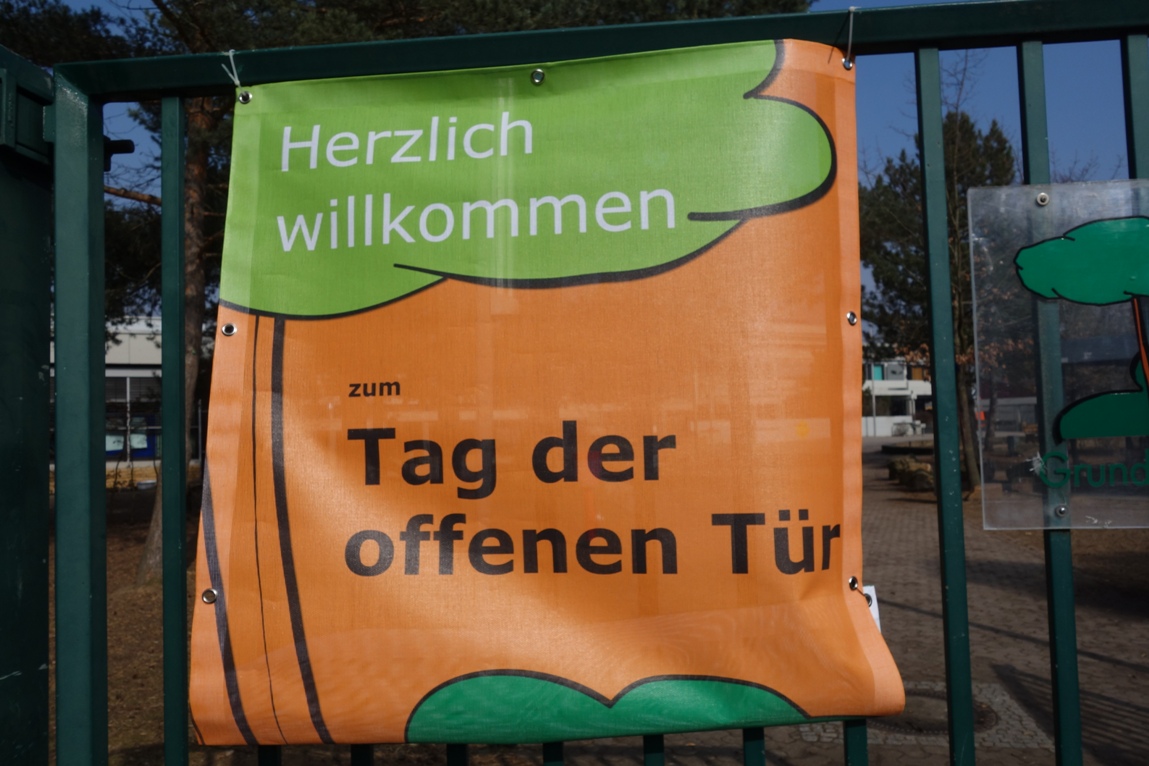 Herzlich
willkommen
zum
Tag der
offenen Tür
Grund